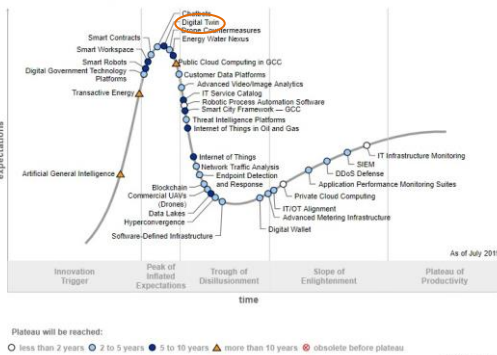 Chatbots
Digital Twin
Smart Contracts
Drone Countermeasures
Energy Water Nexus
Smart Workspace
Smart Robots
Public Cloud Computing in GCC
Digital Government Technology
Platforms
Customer Data Platforms
Advanced Video/Image Analytics
Transactive Energy
IT Service Catalog
Robotic Process Automation Software
Smart City Framework — GCC
Threat Intelligence Platforms
Internet of Things in Oil and Gas
expectations
Internet of Things
Network Traffic Analysis
Artificial General Intelligence
Endpoint Detection
and Response
Blockchain
Commercial UAVs
(Drones)
Data Lakes
Hyperconvergence
Software-Defined Infrastructure
IT Infrastructure Monitoring
SIEM
DDoS Defense
Application Performance Monitoring Suites
Private Cloud Computing
IT/OT Alignment
Advanced Metering Infrastructure
Digital Wallet
As of July 201
Innovation
Trigger
Peak of
Inflated
Expectations
Trough of
Disillusionment
Slope of
Enlightenment
Plateau of
Productivity
time
Plateau will be reached:
less than 2 years
2 to 5 years
5 to 10 years
more than 10 years
obsolete before plateau